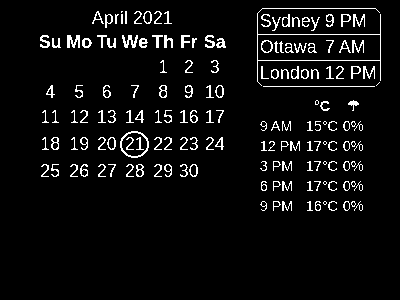 April 2021
Su Mo Tu We Th Fr Sa
1 2 3
4 5 6 7 8 9 10
11 12 13 14 15 16 17
18 19 20 21 22 23 24
25 26 27 28 29 30
Sydney 9 PM
Ottawa 7 AM
London 12 PM
°C ☂
9 AM 15°C 0%
12 PM 17°C 0%
3 PM 17°C 0%
6 PM 17°C 0%
9 PM 16°C 0%